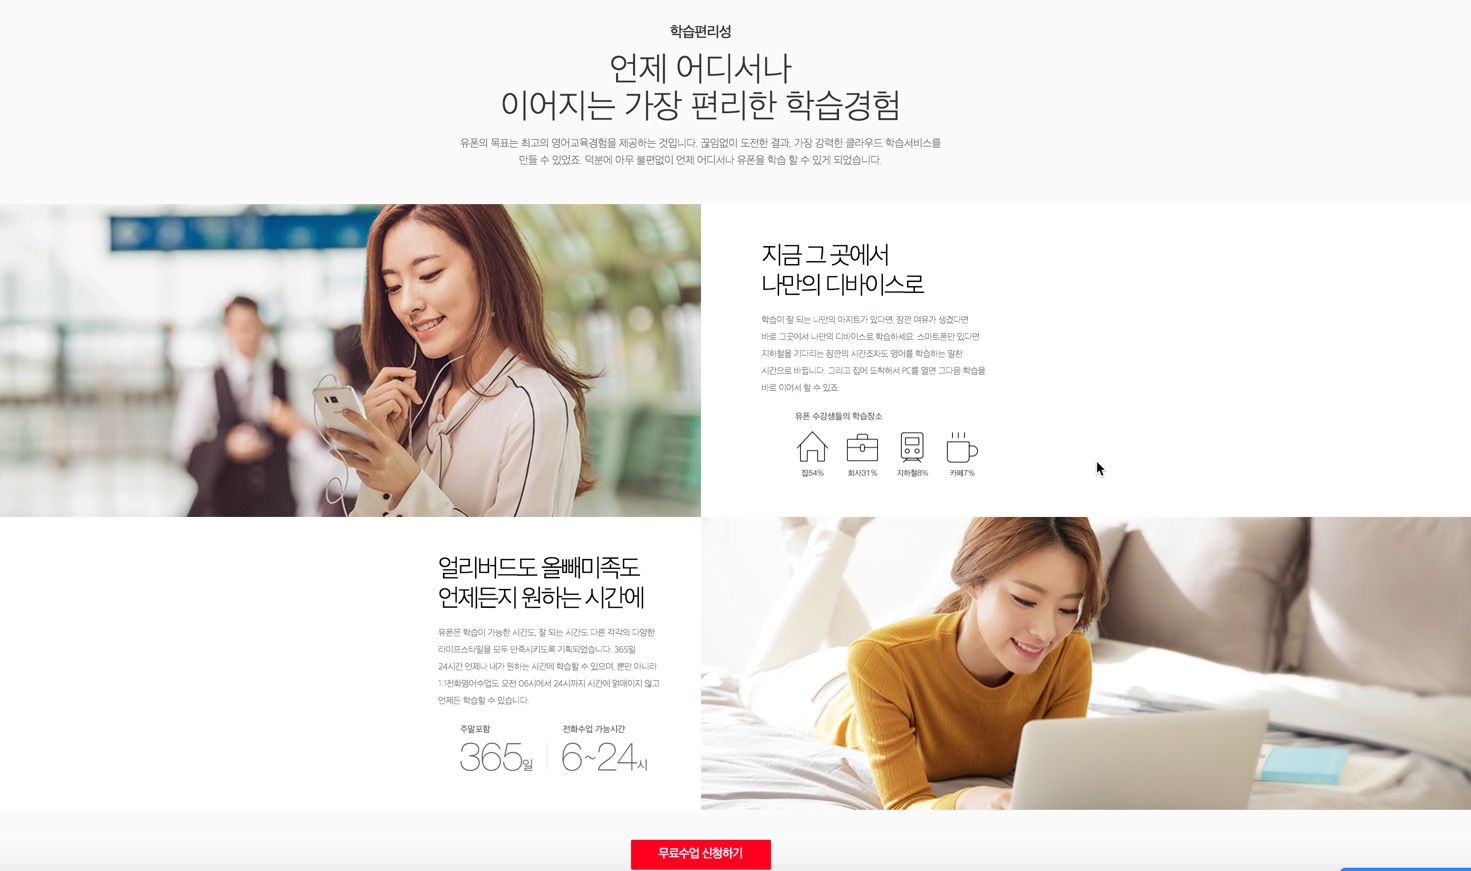 학습편리성
언제 어디서나
이어지는 가장 편리한 학습경험
유폰의 목표는 최고의 영어교육경험을 제공하는 것입니다. 끊임없이 도전한 결과, 가장 강력한 클라우드 학습서비스를
만들 수 있었죠. 덕분에 아무 불편없이 언제 어디서나 유폰을 학습 할 수 있게 되었습니다.
지금 그 곳에서
나만의 디바이스로
학습이 잘 되는 나만의 아지트가 있다면, 잠깐 여유가 생겼다면
바로 그곳에서 나만의 디바이스로 학습하세요. 스마트폰만 있다면
지하철을 기다리는 잠깐의 시간조차도 영어를 학습하는 알찬
시간으로 바뀝니다. 그리고 집에 도착해서 PC를 열면 그다음 학습을
바로 이어서 할 수 있죠.
유폰 수강생들의 학습장소
집54% 회사31% 지하철8% 카페7%
얼리버드도 올빼미족도
언제든지 원하는 시간에
유폰은 학습이 가능한 시간도, 잘 되는 시간도 다른 각각의 다양한
라이프스타일을 모두 만족시키도록 기획되었습니다. 365일
24시간 언제나 내가 원하는 시간에 학습할 수 있으며, 뿐만 아니라
1:1전화영어수업도 오전 06시에서 24시까지 시간에 얽매이지 않고
언제든 학습할 수 있습니다.
주말포함 전화수업 가능시간
365일 6~24시
무료수업 신청하기